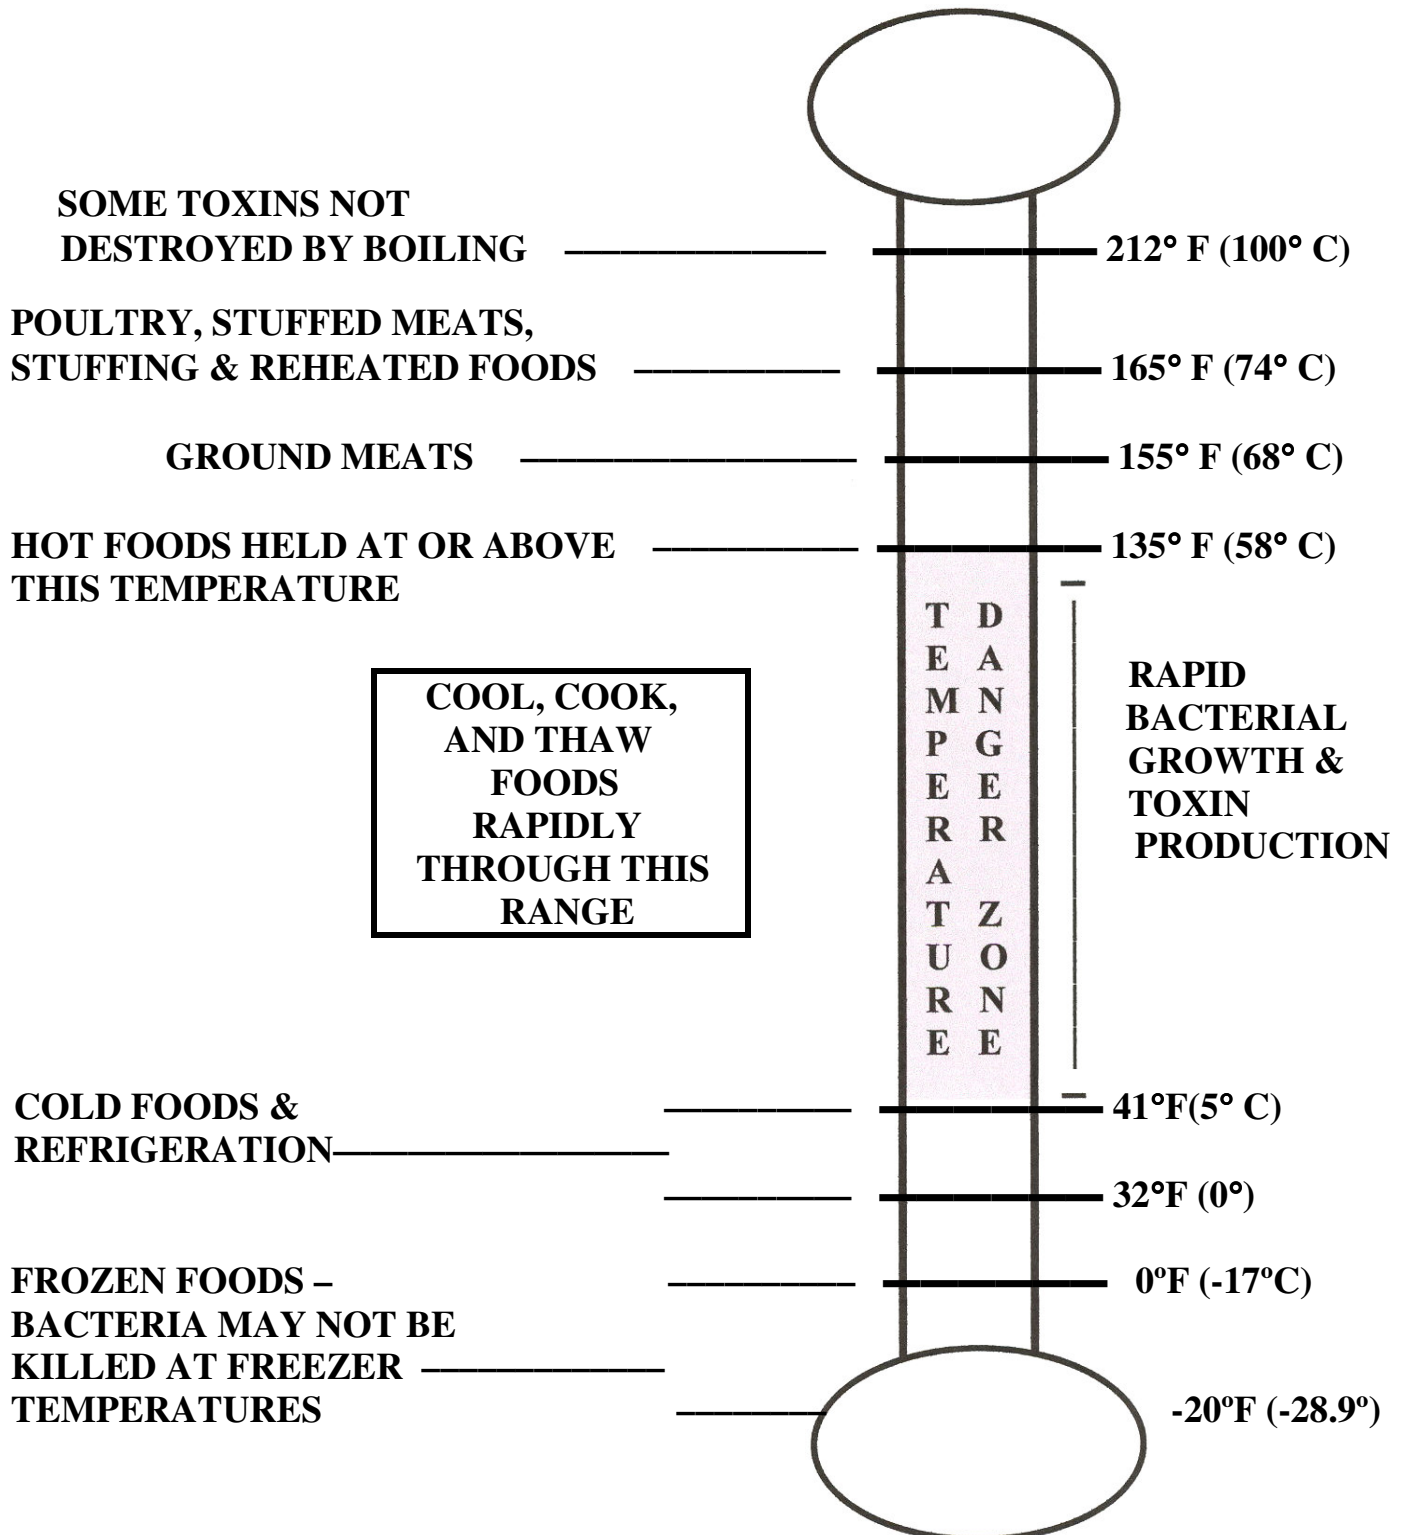 SOME TOXINS NOT
DESTROYED BY BOILING
212° F (100° C)
POULTRY, STUFFED MEATS,
STUFFING & REHEATED FOODS
165° F (74° C)
GROUND MEATS
155° F (68° C)
HOT FOODS HELD AT OR ABOVE
THIS TEMPERATURE
135° F (58° C)
COOL, COOK,
AND THAW
FOODS
RAPIDLY
THROUGH THIS
RANGE
TEMPERATURE
DANGER ZONE
RAPID
BACTERIAL
GROWTH &
TOXIN
PRODUCTION
COLD FOODS &
REFRIGERATION
41°F(5° C)
32°F (0°)
FROZEN FOODS –
BACTERIA MAY NOT BE
KILLED AT FREEZER
TEMPERATURES
0ºF (-17ºC)
-20ºF (-28.9º)